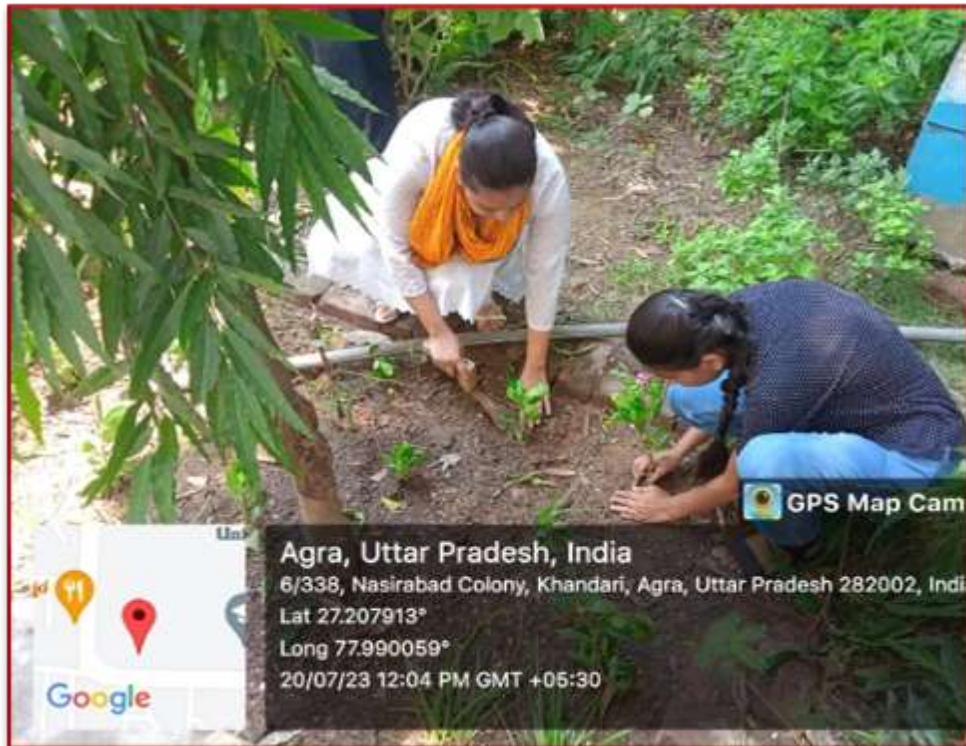 GPS Map Cam
Agra, Uttar Pradesh, India
6/338, Nasirabad Colony, Khandari, Agra, Uttar Pradesh 282002, Indi
Lat 27.207913°
Long 77.990059°
20/07/23 12:04 PM GMT +05:30
Google